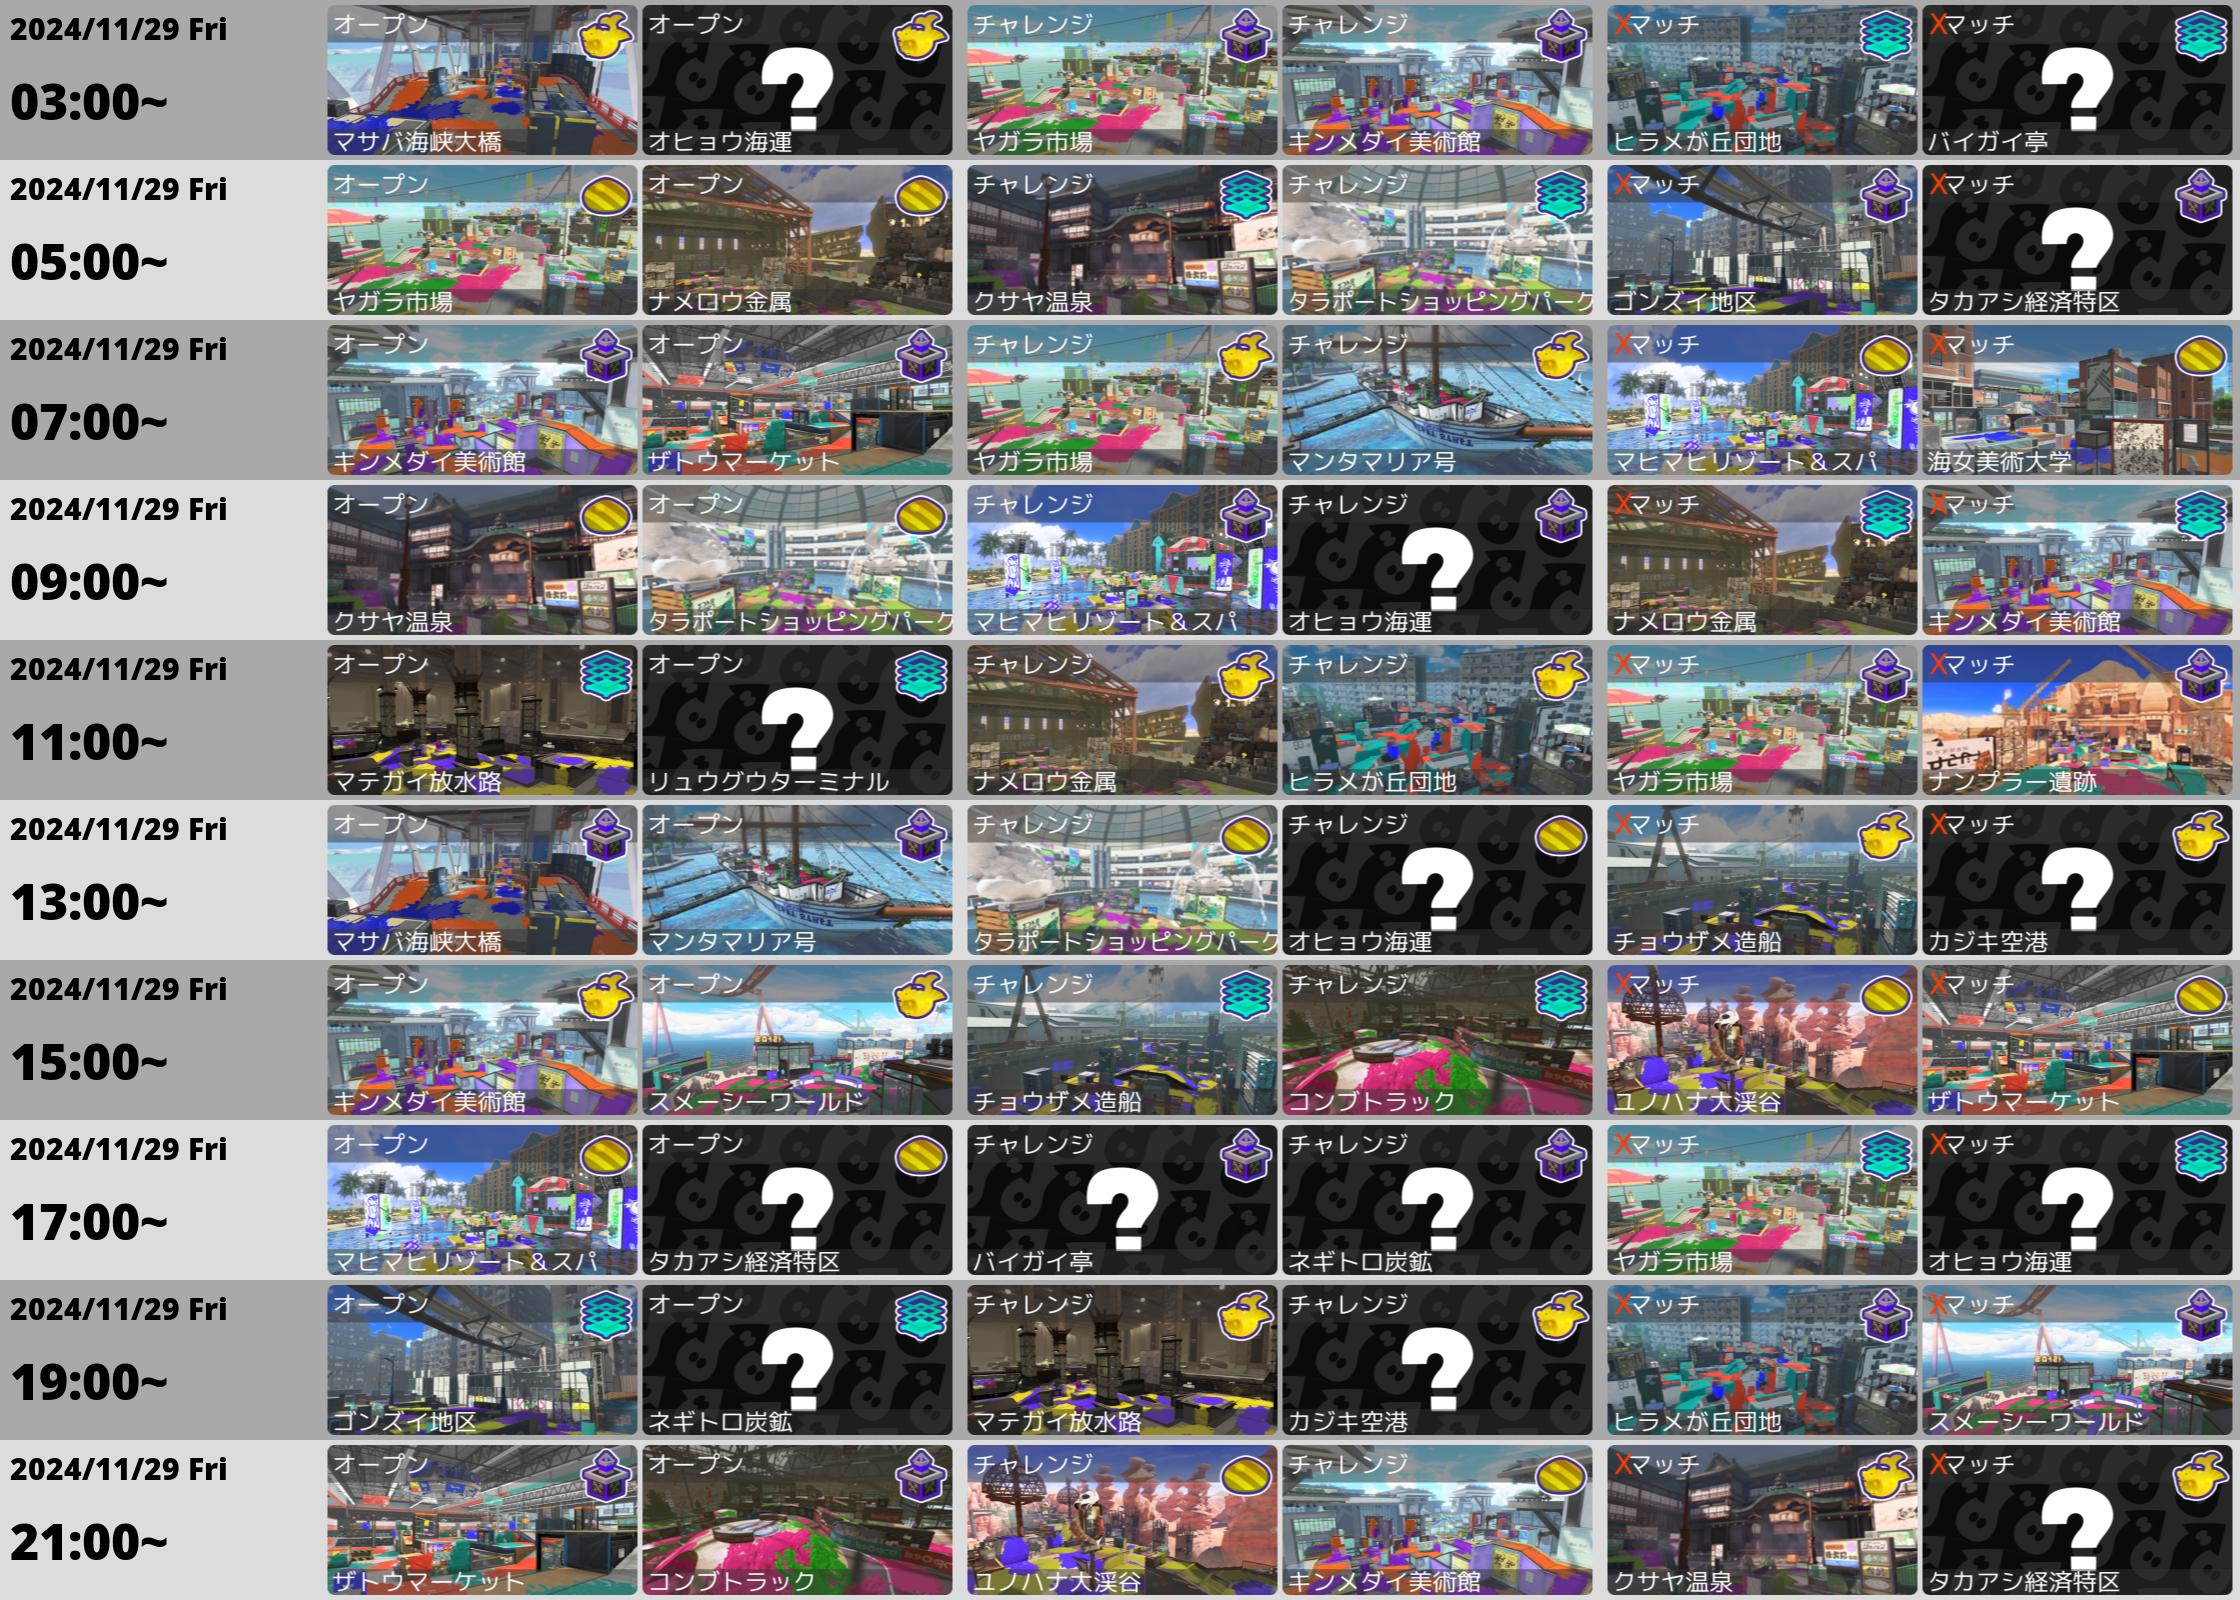 2024/11/29 Fri
03:00~
オープン
マサバ海峡大橋
オープン
オヒョウ海運
チャレンジ
ヤガラ市場
チャレンジ
キンメダイ美術館
Xマッチ
ヒラメが丘団地
Xマッチ
バイガイ亭
2024/11/29 Fri
05:00~
オープン
ヤガラ市場
オープン
ナメロウ金属
チャレンジ
クサヤ温泉
チャレンジ
タラポートショッピングパーク
Xマッチ
ゴンズイ地区
Xマッチ
タカアシ経済特区
2024/11/29 Fri
07:00~
オープン
キンメダイ美術館
オープン
ザトウマーケット
チャレンジ
ヤガラ市場
チャレンジ
マンタマリア号
Xマッチ
マヒマヒリゾート＆スパ
Xマッチ
海女美術大学
2024/11/29 Fri
09:00~
オープン
クサヤ温泉
オープン
タラポートショッピングパーク
チャレンジ
マヒマヒリゾート＆スパ
チャレンジ
オヒョウ海運
Xマッチ
ナメロウ金属
Xマッチ
キンメダイ美術館
2024/11/29 Fri
11:00~
オープン
マテガイ放水路
オープン
リュウグウターミナル
チャレンジ
ナメロウ金属
チャレンジ
ヒラメが丘団地
Xマッチ
ヤガラ市場
Xマッチ
ナンプラー遺跡
2024/11/29 Fri
13:00~
オープン
マサバ海峡大橋
オープン
マンタマリア号
チャレンジ
タラポートショッピングパーク
チャレンジ
オヒョウ海運
Xマッチ
チョウザメ造船
Xマッチ
カジキ空港
2024/11/29 Fri
15:00~
オープン
キンメダイ美術館
オープン
スメーシーワールド
チャレンジ
チョウザメ造船
チャレンジ
コンブトラック
Xマッチ
ユノハナ大渓谷
Xマッチ
ザトウマーケット
2024/11/29 Fri
17:00~
オープン
マヒマヒリゾート＆スパ
オープン
タカアシ経済特区
チャレンジ
バイガイ亭
チャレンジ
ネギトロ炭鉱
Xマッチ
ヤガラ市場
Xマッチ
オヒョウ海運
2024/11/29 Fri
19:00~
オープン
ゴンズイ地区
オープン
ネギトロ炭鉱
チャレンジ
マテガイ放水路
チャレンジ
カジキ空港
Xマッチ
ヒラメが丘団地
Xマッチ
スメーシーワールド
2024/11/29 Fri
21:00~
オープン
ザトウマーケット
オープン
コンブトラック
チャレンジ
ユノハナ大渓谷
チャレンジ
キンメダイ美術館
Xマッチ
クサヤ温泉
Xマッチ
タカアシ経済特区